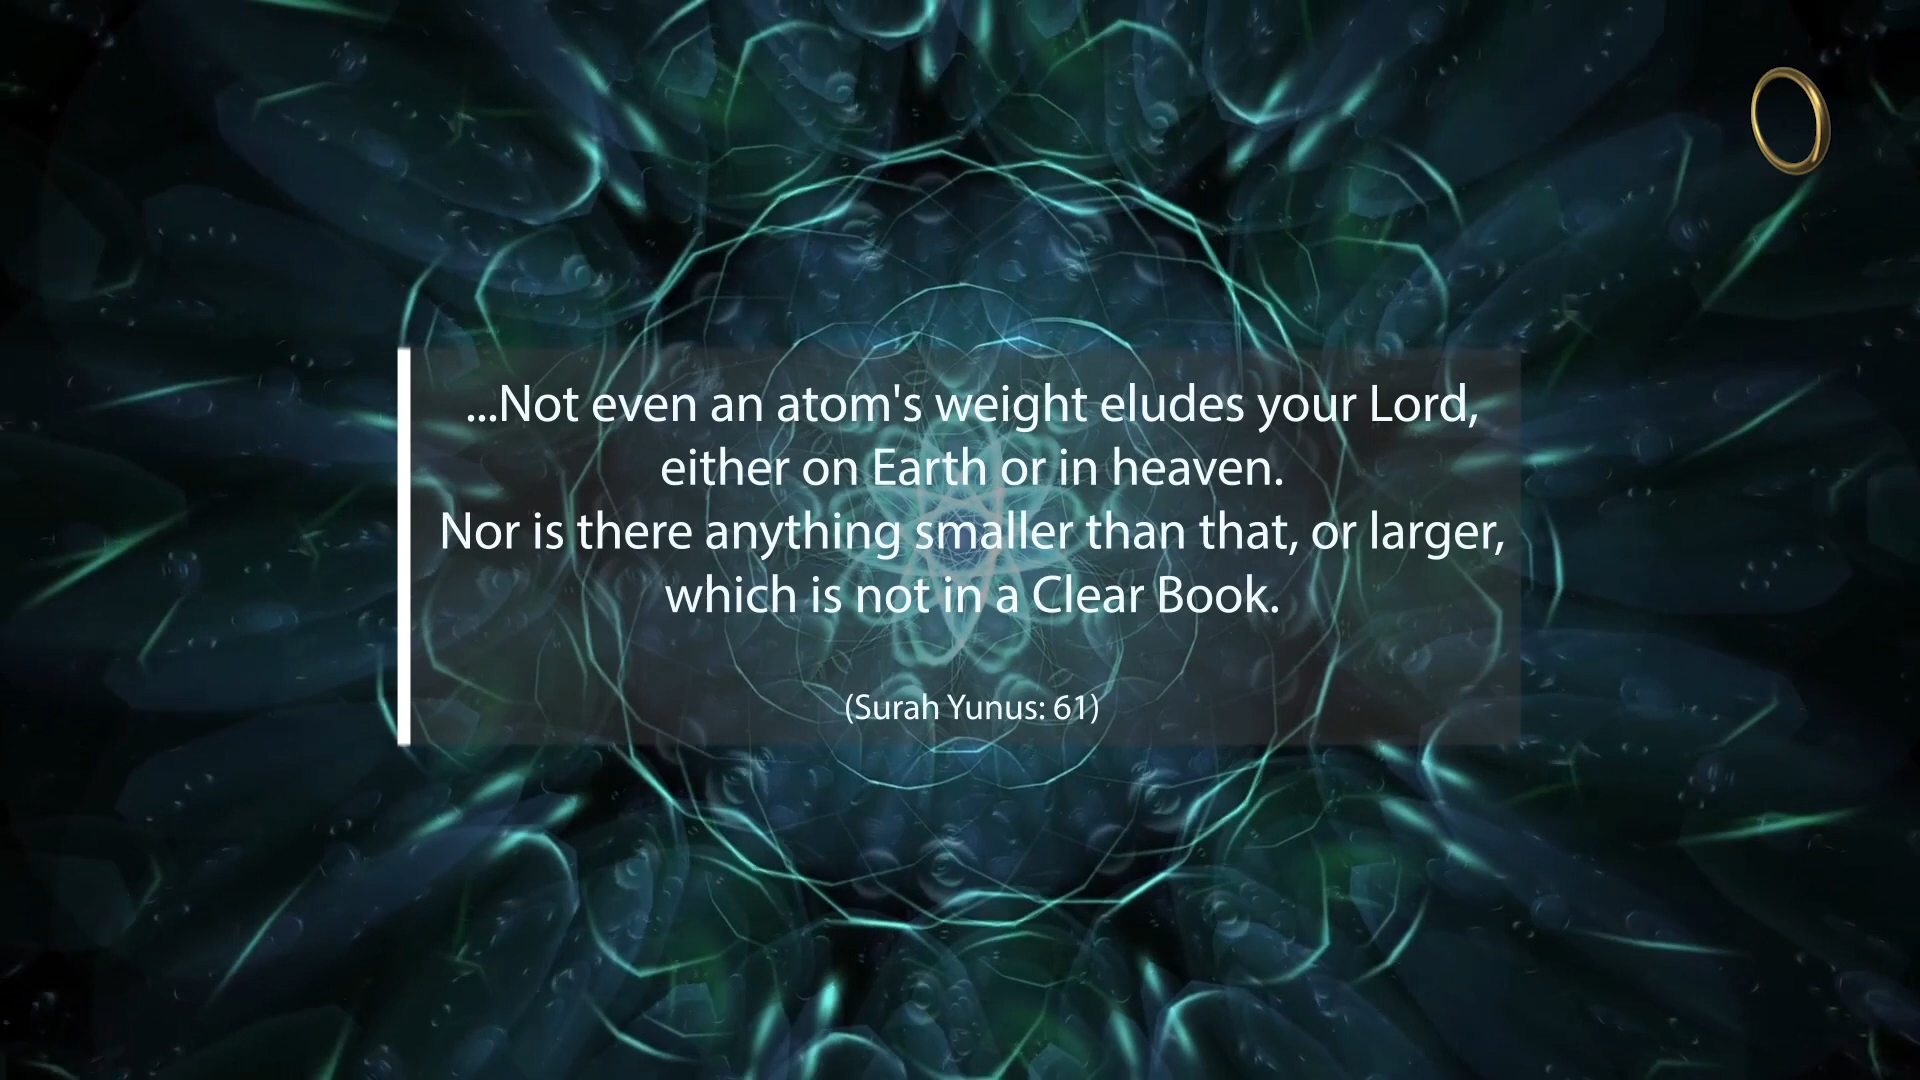 ...Not even an atom's weight eludes your Lord,
either on Earth or in heaven.
Nor is there anything smaller than that, or larger,
which is not in a Clear Book.
(Surah Yunus: 61)